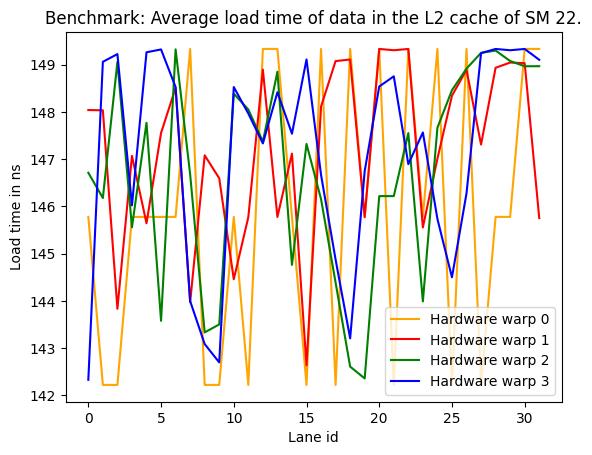 Benchmark: Average load time of data in the L2 cache of SM 22.
Load time in ns
149
148
147
146
145
144
143
142
0
5
10
15
20
25
30
Lane id
Hardware warp 0
Hardware warp 1
Hardware warp 2
Hardware warp 3